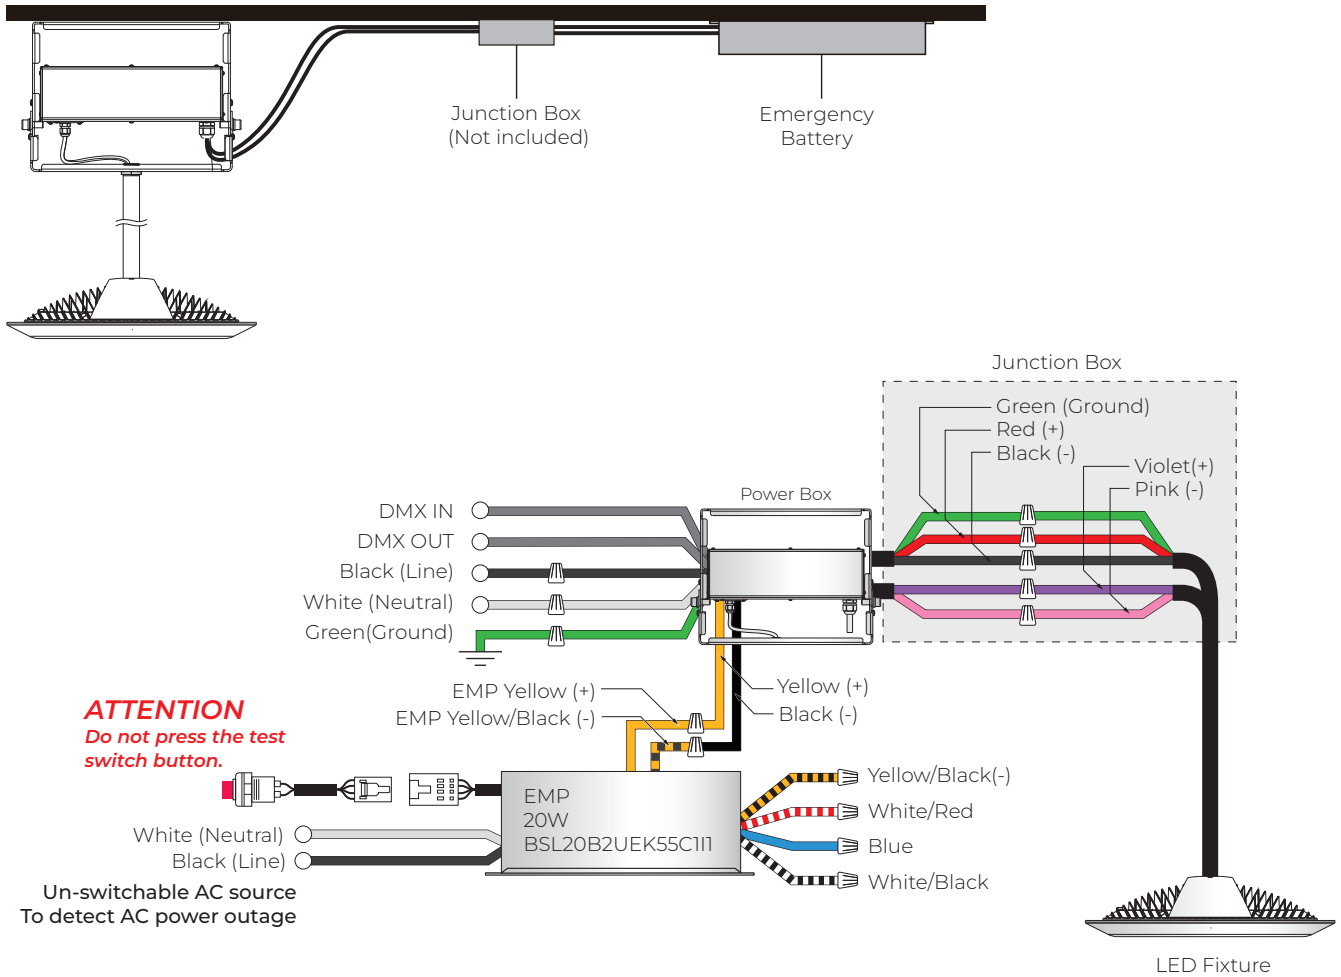 Junction Box
(Not included)
Emergency
Battery
Junction Box
Green (Ground)
Red (+)
Black (-)
Violet(+)
Pink (-)
Power Box
DMX IN
DMX OUT
Black (Line)
White (Neutral)
Green(Ground)
EMP Yellow (+)
EMP Yellow/Black (-)
Yellow (+)
Black (-)
ATTENTION
Do not press the test
switch button.
EMP
20W
BSL20B2UEK55C1I1
Yellow/Black(-)
White/Red
Blue
White/Black
White (Neutral)
Black (Line)
Un-switchable AC source
To detect AC power outage
LED Fixture